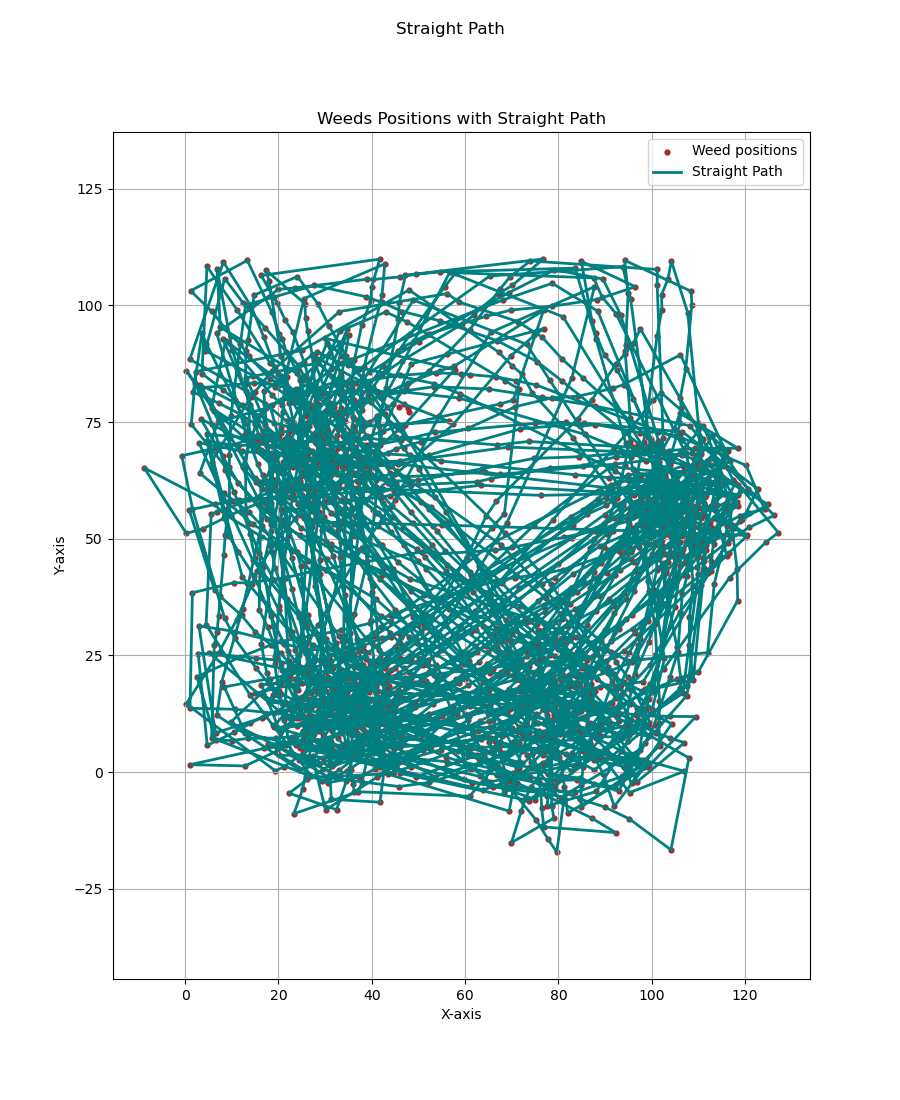 Straight Path
Weeds Positions with Straight Path
Weed positions
Straight Path
125
100
75
50
25
0
−25
Y-axis
0 20 40 60 80 100 120
X-axis